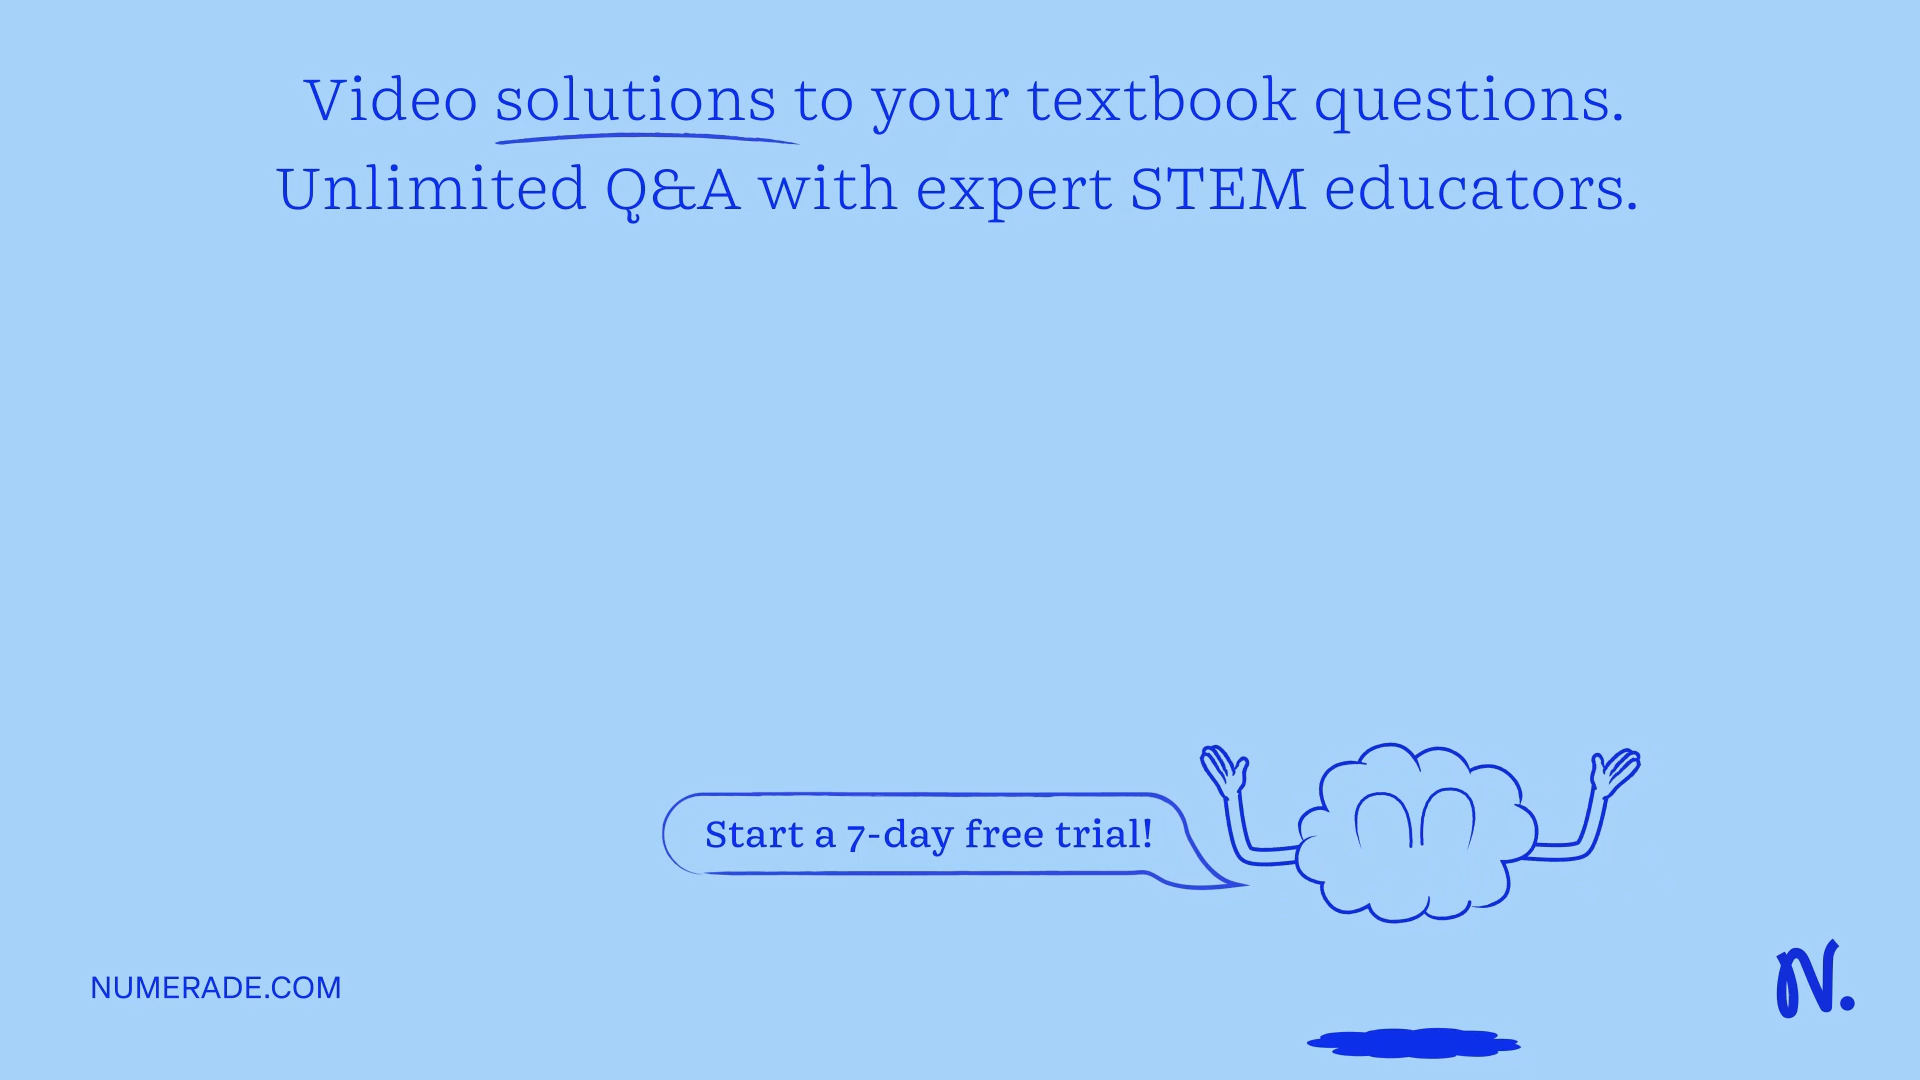 Video solutions to your textbook questions.
Unlimited Q&A with expert STEM educators.
Start a 7-day free trial!
NUMERADE.COM
N.